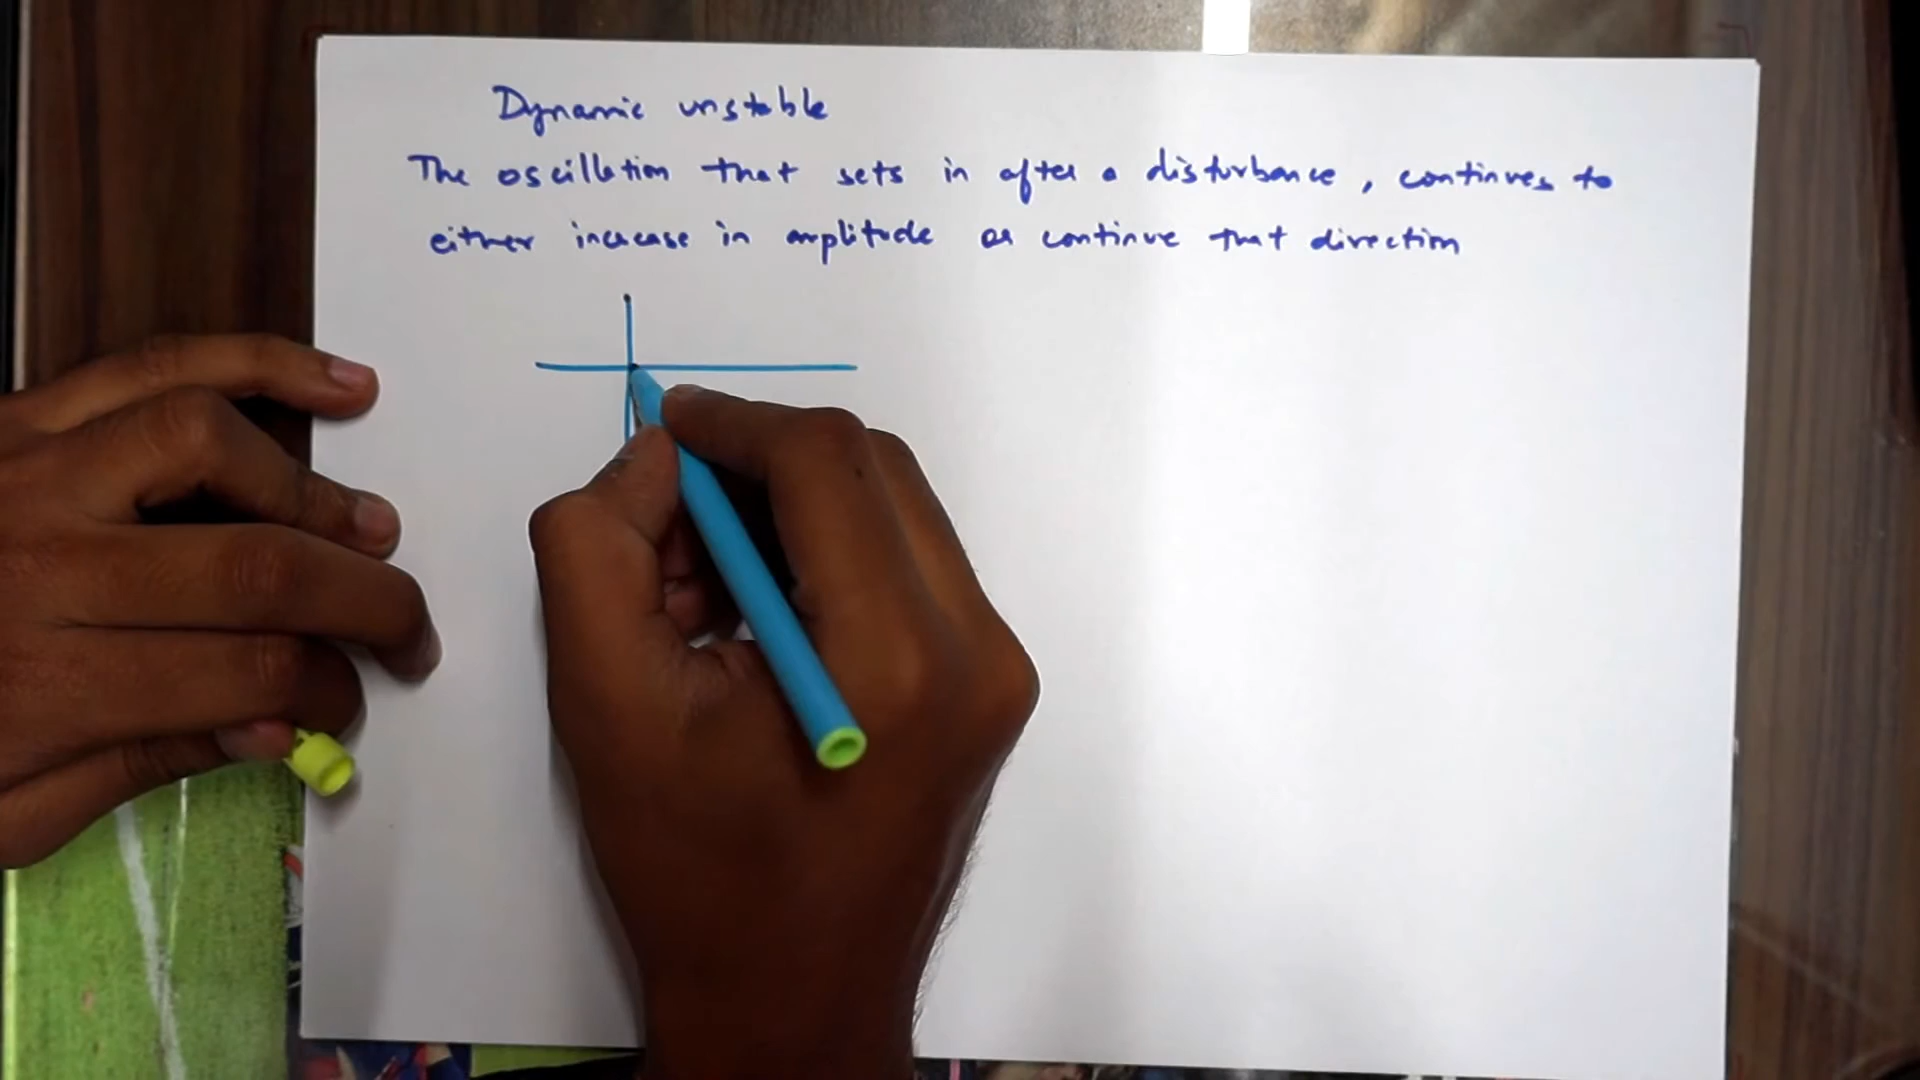 Dynamic unstable
The oscillation that sets in after a disturbance, continues to
either increase in amplitude or continue that direction